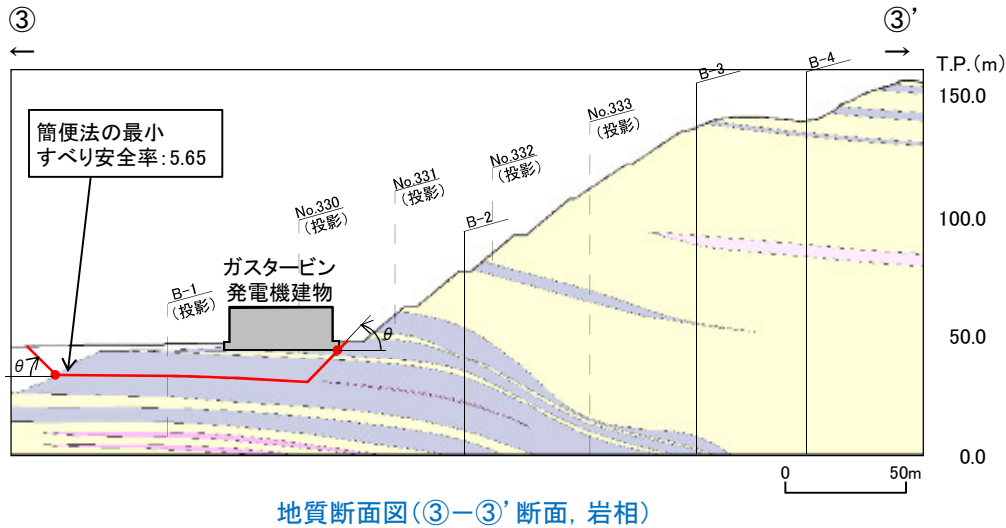 ③
③’
←
→
T.P.(m)
簡便法の最小
すべり安全率:5.65
B-3
B-4
150.0
No.333
(投影)
No.332
(投影)
No.331
(投影)
No.330
(投影)
B-2
100.0
ガスタービン
発電機建物
B-1
(投影)
θ
θ
50.0
0.0
0 50m
地質断面図(③-③’断面, 岩相)